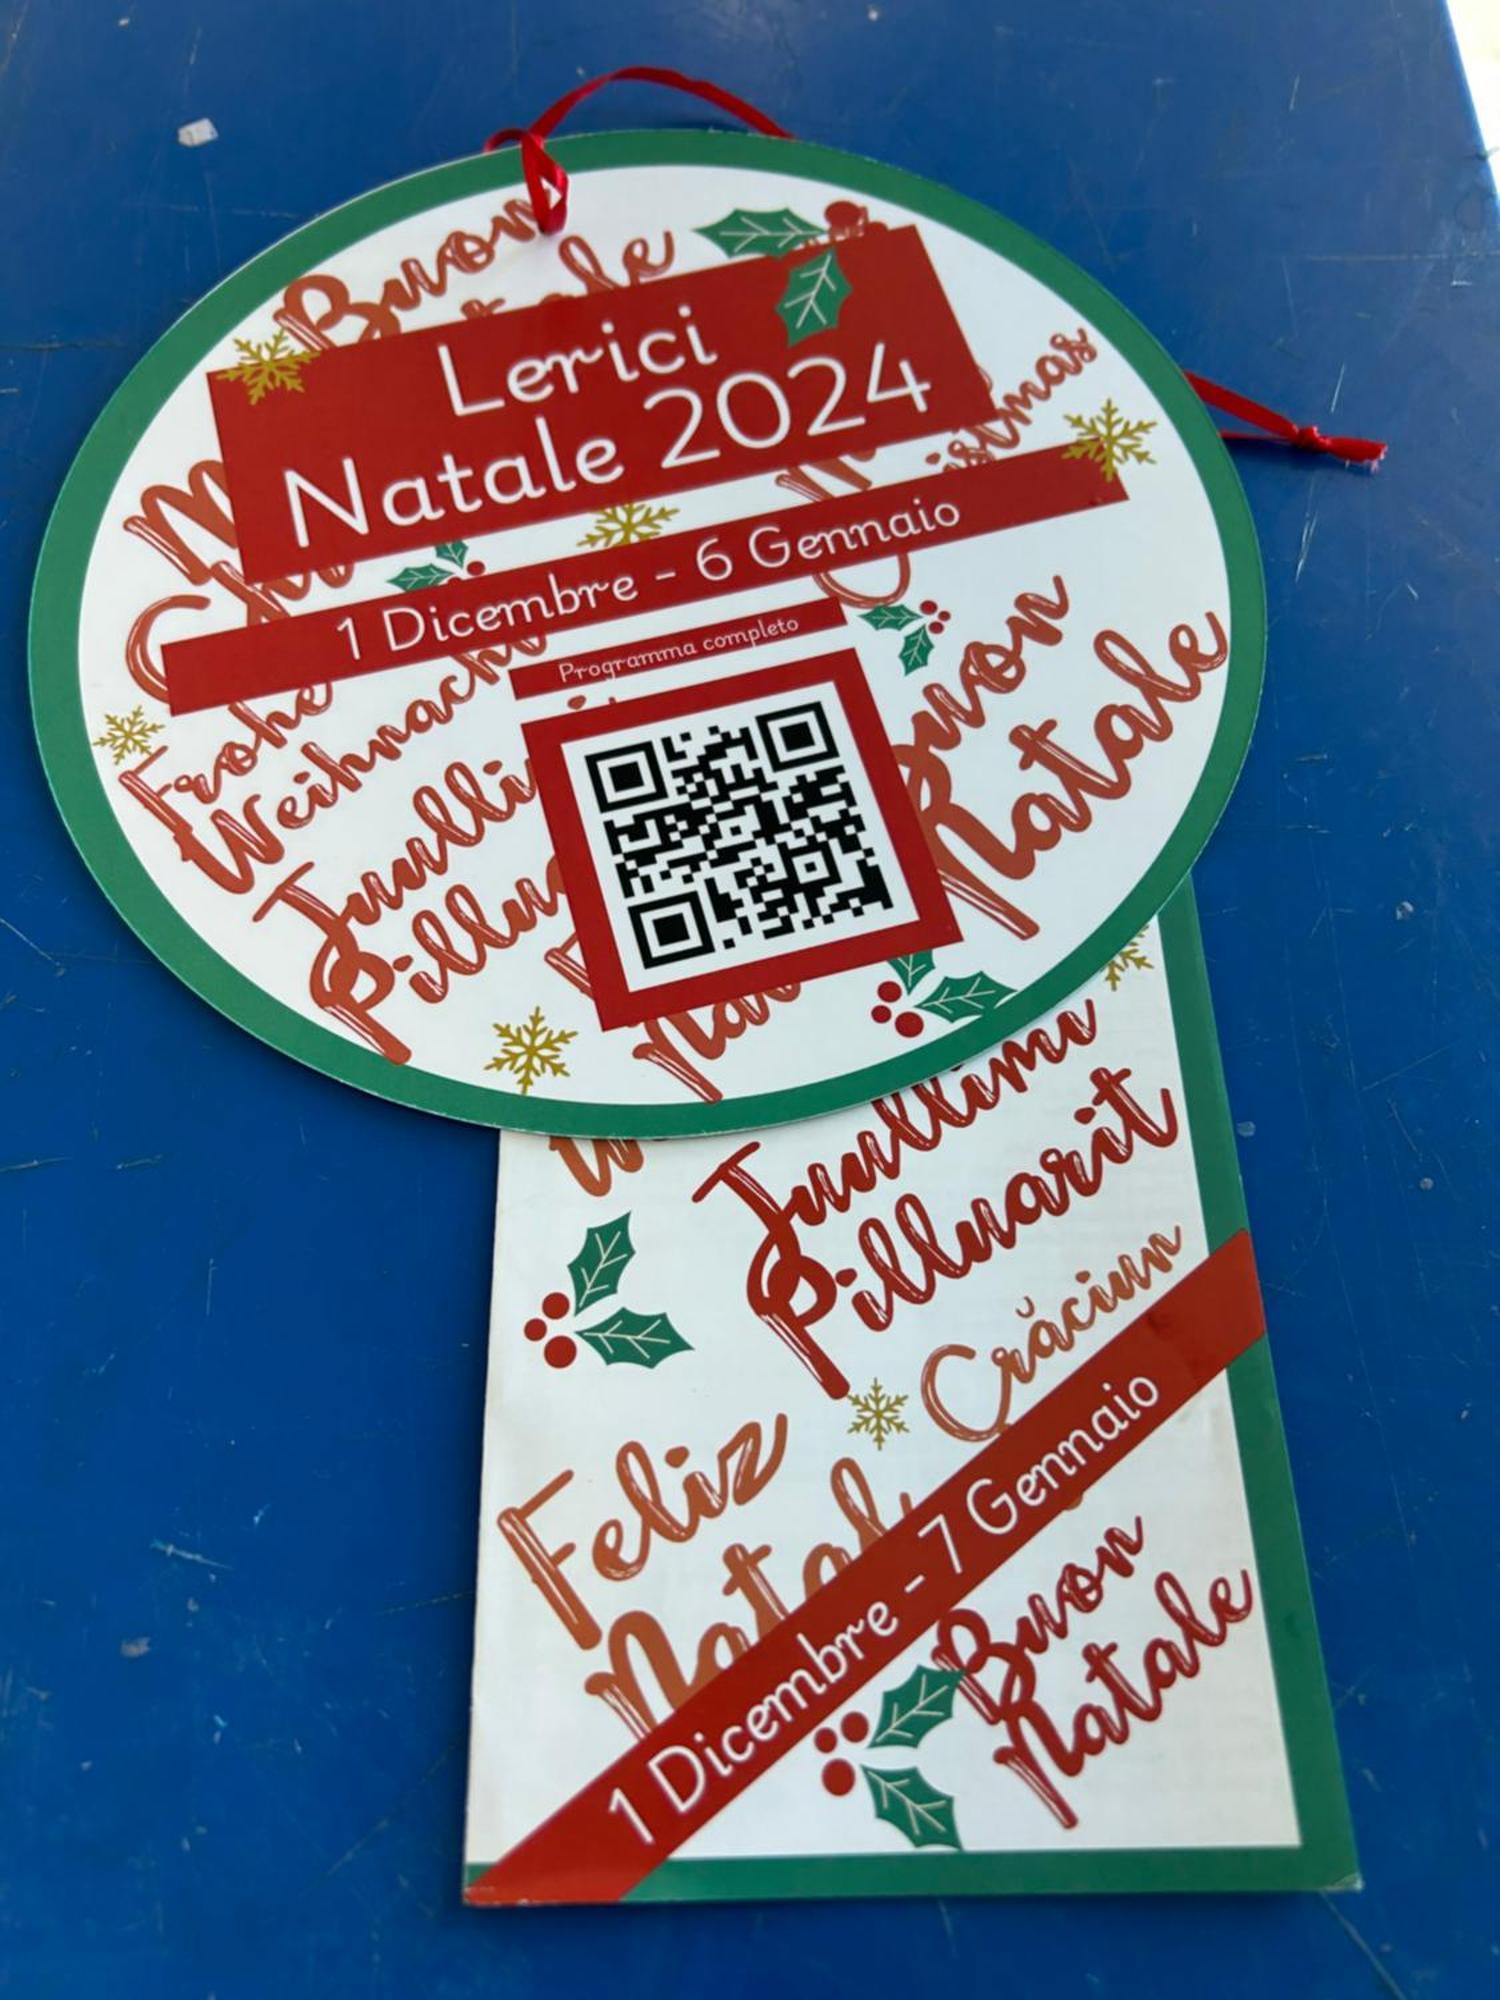 Buon
Lerici
Natale 2024
1 Dicembre - 6 Gennaio
Programma completo
Frohe
Buon
Natale
Juullimi
Pilluarit
Crăciun
Feliz
1 Dicembre - 7 Gennaio
Buon
Natale